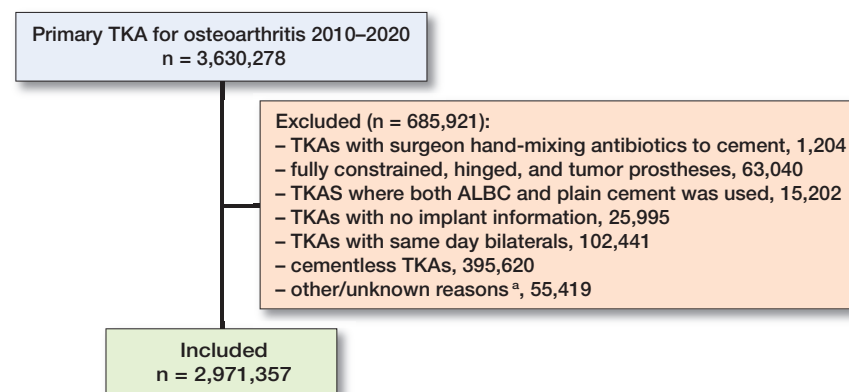 Primary TKA for osteoarthritis 2010–2020
n = 3,630,278
Excluded (n = 685,921):
– TKAs with surgeon hand-mixing antibiotics to cement, 1,204
– fully constrained, hinged, and tumor prostheses, 63,040
– TKAS where both ALBC and plain cement was used, 15,202
– TKAs with no implant information, 25,995
– TKAs with same day bilaterals, 102,441
– cementless TKAs, 395,620
– other/unknown reasons ᵃ, 55,419
Included
n = 2,971,357